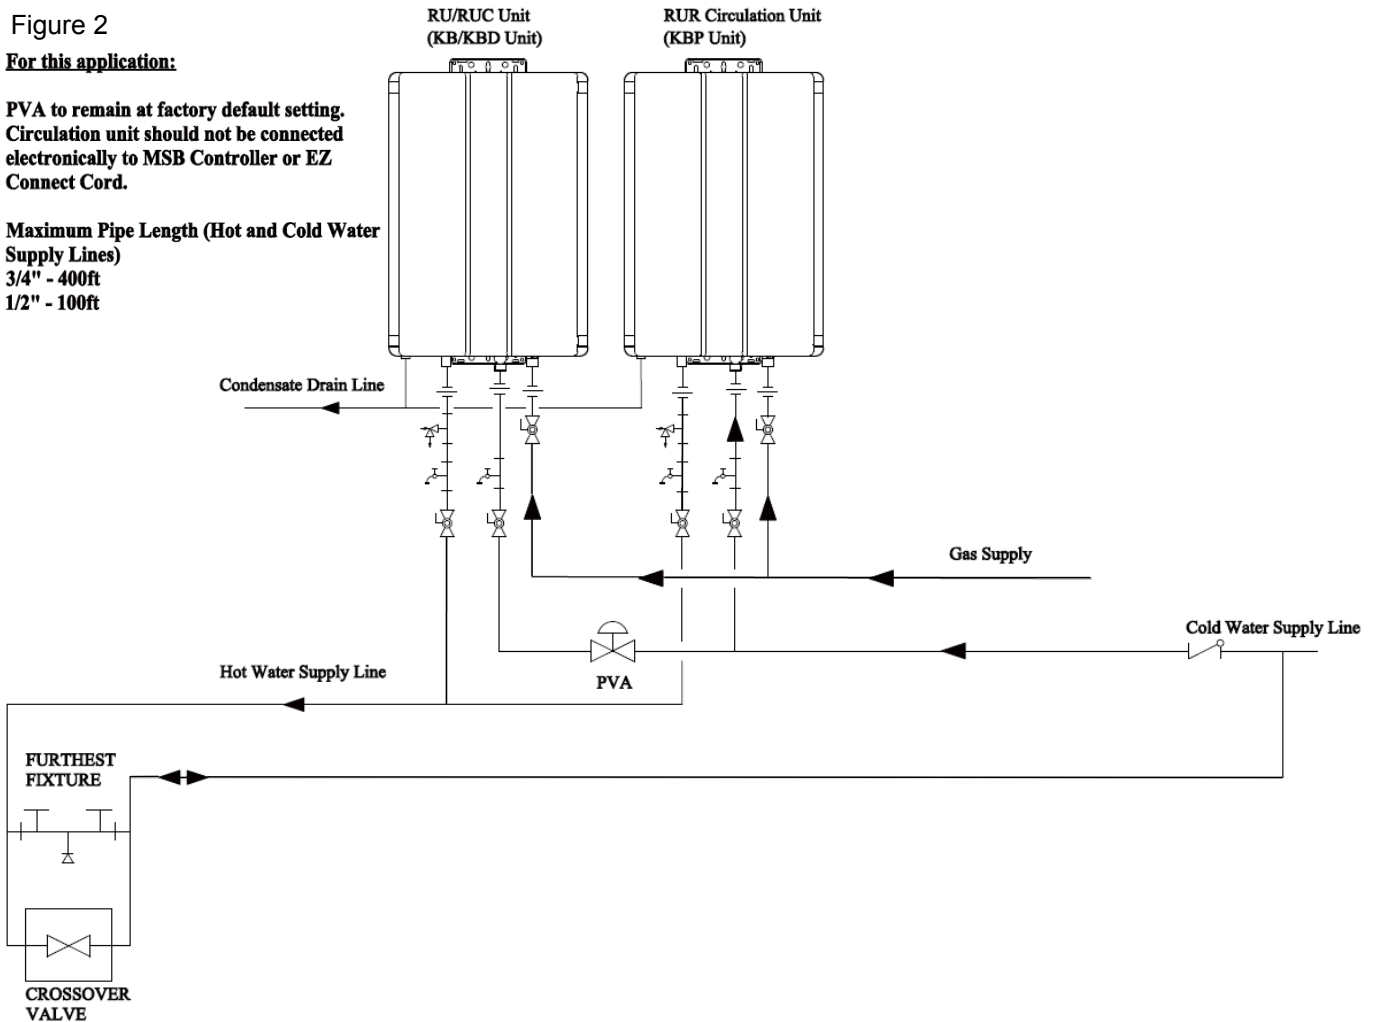 Figure 2
For this application:
PVA to remain at factory default setting.
Circulation unit should not be connected
electronically to MSB Controller or EZ
Connect Cord.
Maximum Pipe Length (Hot and Cold Water
Supply Lines)
3/4" - 400ft
1/2" - 100ft
RU/RUC Unit
(KB/KBD Unit)
RUR Circulation Unit
(KBP Unit)
Condensate Drain Line
Gas Supply
Cold Water Supply Line
PVA
Hot Water Supply Line
FURTHEST
FIXTURE
CROSSOVER
VALVE